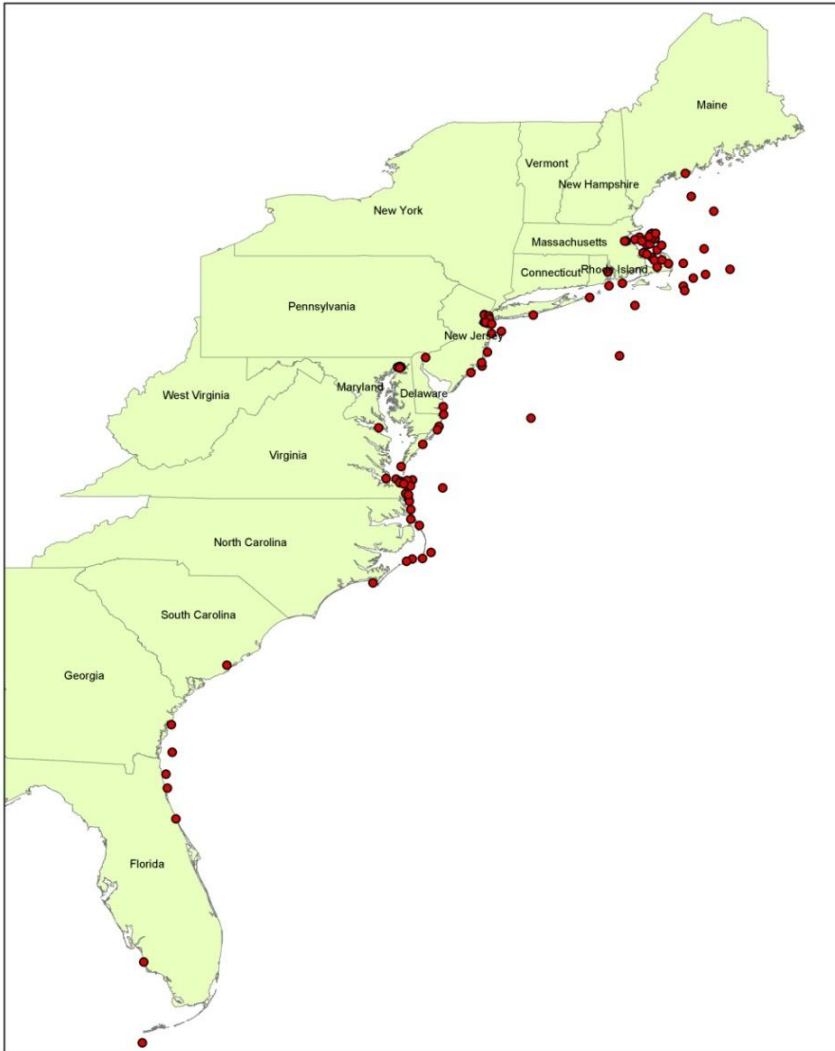 Maine
Vermont
New Hampshire
New York
Massachusetts
Connecticut
Rhode Island
Pennsylvania
New Jersey
Maryland
Delaware
West Virginia
Virginia
North Carolina
South Carolina
Georgia
Florida